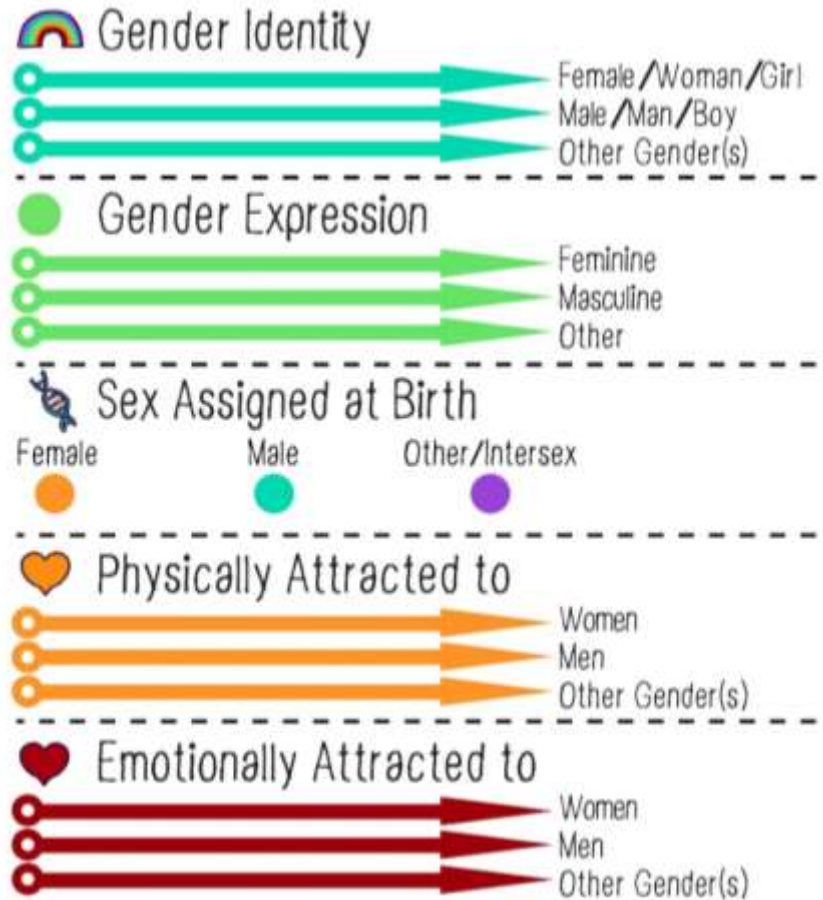 Gender Identity
Female/Woman/Girl
Male/Man/Boy
Other Gender(s)
Gender Expression
Feminine
Masculine
Other
Sex Assigned at Birth
Female Male Other/Intersex
Physically Attracted to
Women
Men
Other Gender(s)
Emotionally Attracted to
Women
Men
Other Gender(s)